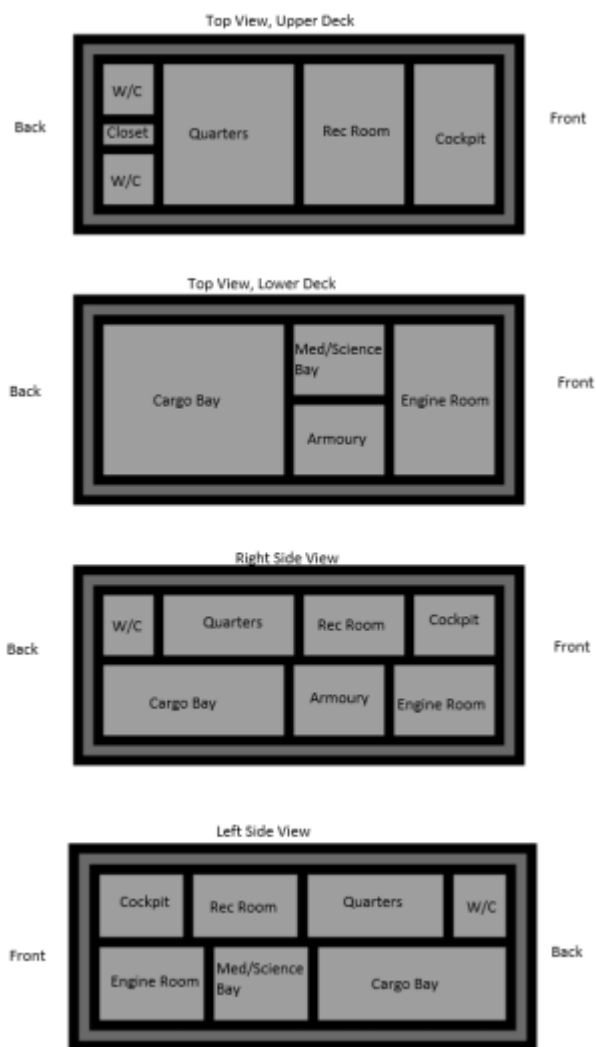 Top View, Upper Deck
W/C
Closet
W/C
Quarters
Rec Room
Cockpit
Back
Front
Top View, Lower Deck
Cargo Bay
Med/Science
Bay
Armoury
Engine Room
Back
Front
Right Side View
W/C
Quarters
Rec Room
Cockpit
Cargo Bay
Armoury
Engine Room
Back
Front
Left Side View
Cockpit
Rec Room
Quarters
W/C
Engine Room
Med/Science
Bay
Cargo Bay
Front
Back